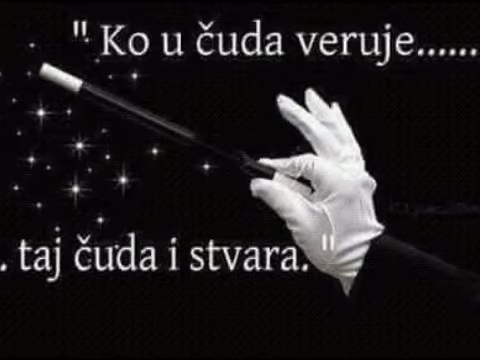 " Ko u čuda veruje.......
. taj čuda i stvara. "